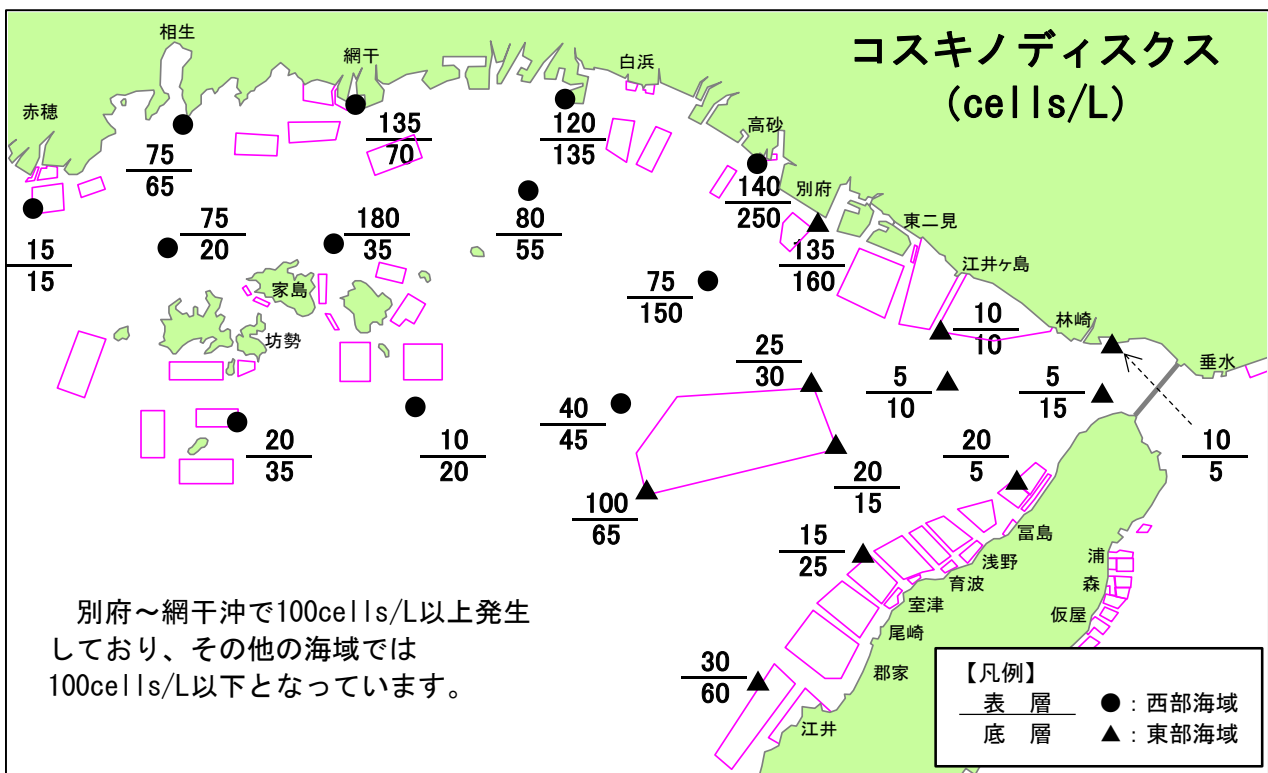 コスキノディスクス
(cells/L)
相生
網干
白浜
赤穂
高砂
別府
東二見
江井ヶ島
林崎
垂水
家島
坊勢
135
70
120
135
75
65
140
250
75
20
180
35
80
55
135
160
15
15
75
150
10
10
25
30
5
10
5
15
40
45
20
35
10
20
20
5
10
5
20
15
100
65
15
25
30
60
冨島
浅野
育波
室津
尾崎
郡家
江井
浦
森
仮屋
別府～網干沖で100cells/L以上発生
しており、その他の海域では
100cells/L以下となっています。
【凡例】
表 層
底 層
●：西部海域
▲：東部海域